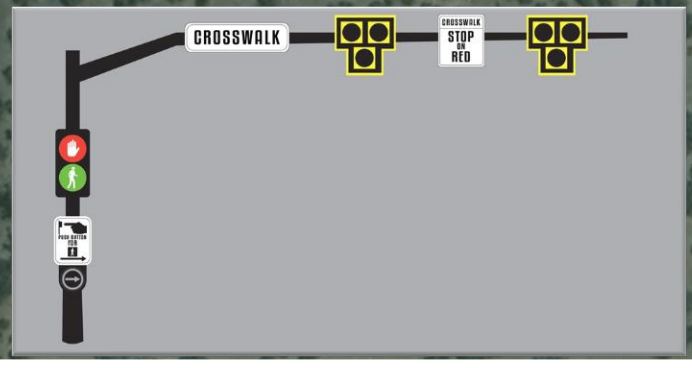 CROSSWALK
CROSSWALK
STOP
ON
RED
PUSH BUTTON
FOR